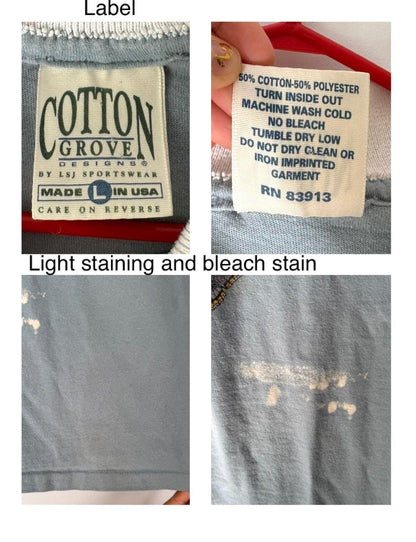 Label
COTTON
GROVE
DESIGNS®
BY LSJ SPORTSWEAR
MADE L IN USA
CARE ON REVERSE
50% COTTON-50% POLYESTER
TURN INSIDE OUT
MACHINE WASH COLD
NO BLEACH
TUMBLE DRY LOW
DO NOT DRY CLEAN OR
IRON IMPRINTED
GARMENT
RN 83913
Light staining and bleach stain